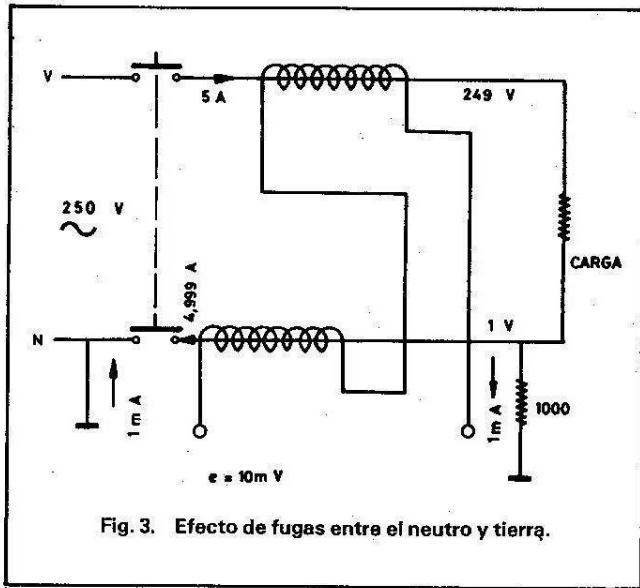 V
5 A
249 V
250 V
CARGA
4,999 A
N
1 V
1 m A
1 m A
1000
e = 10m V
Fig. 3. Efecto de fugas entre el neutro y tierra.